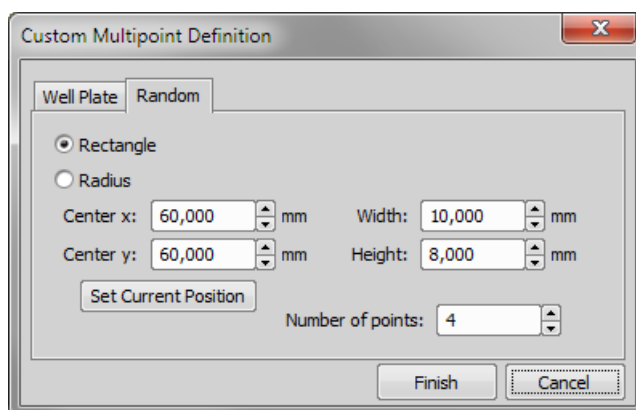 Custom Multipoint Definition
Well Plate Random
Rectangle
Radius
Center x: 60,000 mm Width: 10,000 mm
Center y: 60,000 mm Height: 8,000 mm
Set Current Position
Number of points: 4
Finish Cancel